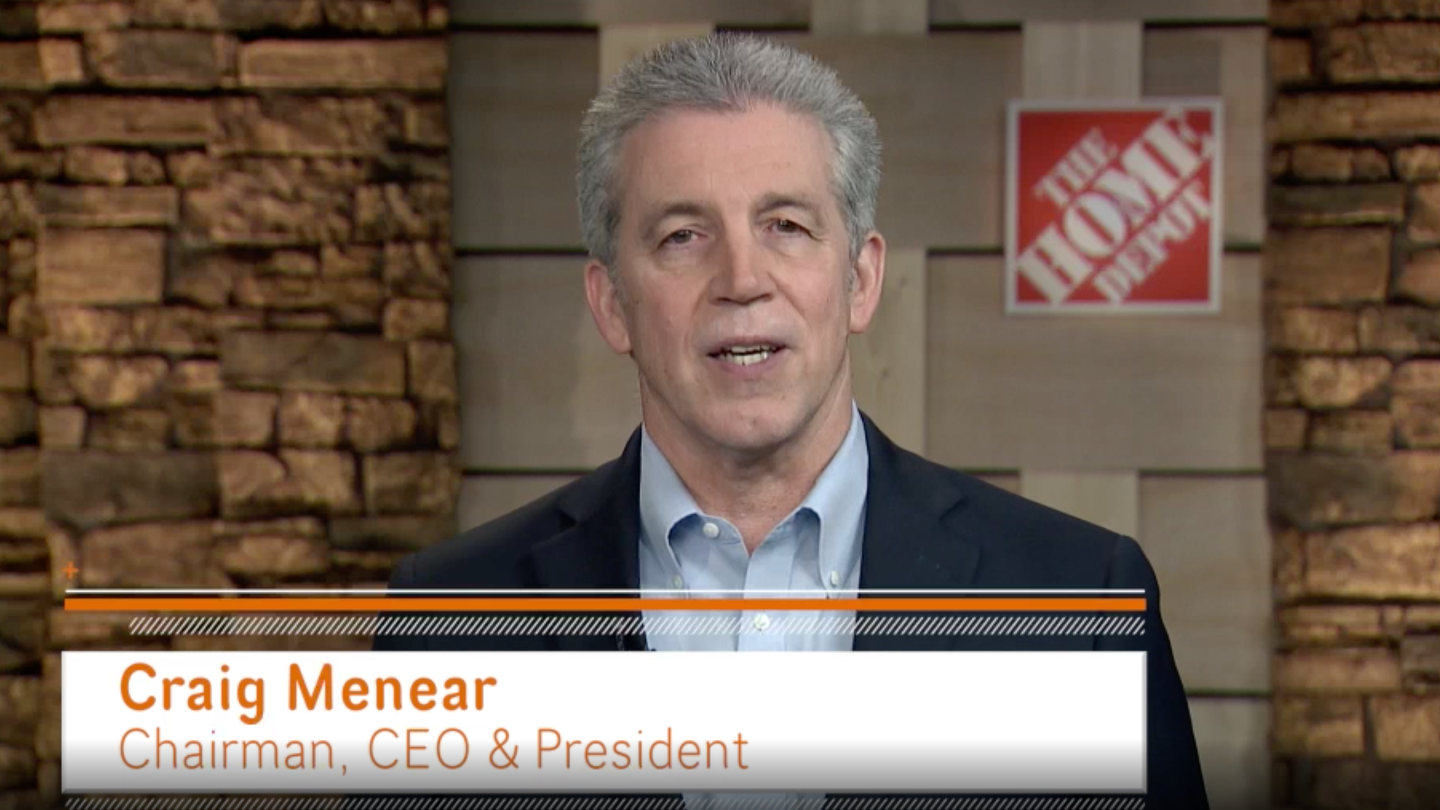 THE
HOME
DEPOT
Craig Menear
Chairman, CEO & President